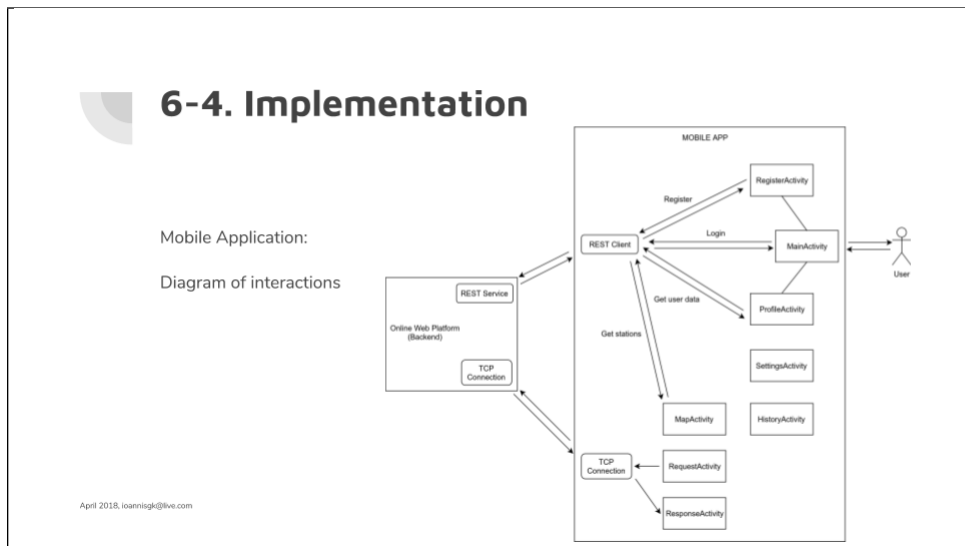 6-4. Implementation
Mobile Application:
Diagram of interactions
MOBILE APP
RegisterActivity
Register
REST Client
Login
MainActivity
User
REST Service
Get user data
ProfileActivity
Online Web Platform
(Backend)
Get stations
TCP
Connection
SettingsActivity
MapActivity
HistoryActivity
TCP
Connection
RequestActivity
ResponseActivity
April 2018, ioannisgk@live.com